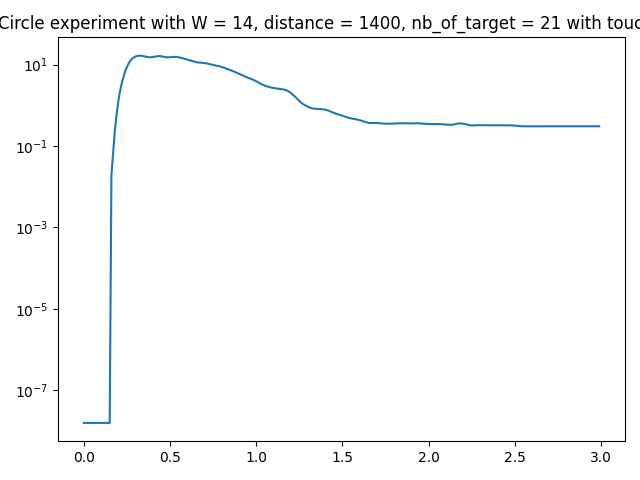 Circle experiment with W = 14, distance = 1400, nb_of_target = 21 with
10¹
10⁻¹
10⁻³
10⁻⁵
10⁻⁷
0.0 0.5 1.0 1.5 2.0 2.5 3.0